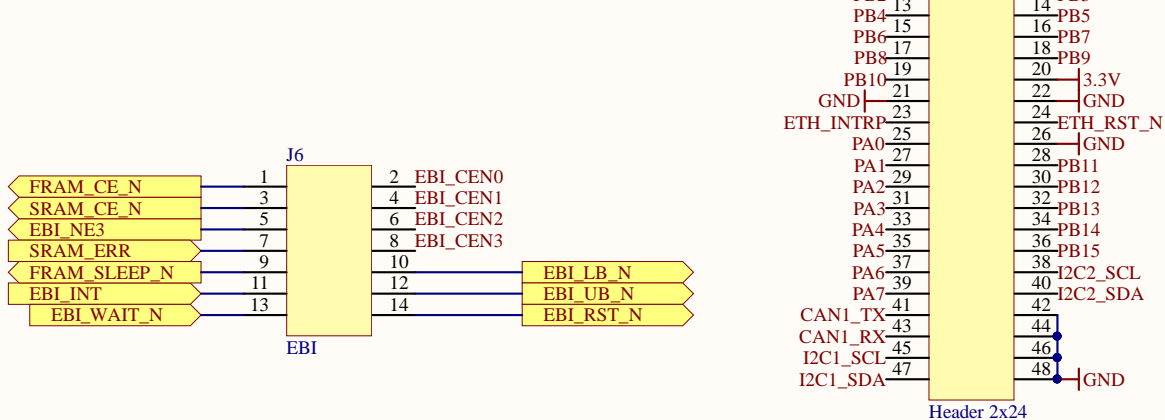 J6
FRAM_CE_N 1 2 EBI_CEN0
SRAM_CE_N 3 4 EBI_CEN1
EBI_NE3 5 6 EBI_CEN2
SRAM_ERR 7 8 EBI_CEN3
FRAM_SLEEP_N 9 10 EBI_LB_N
EBI_INT 11 12 EBI_UB_N
EBI_WAIT_N 13 14 EBI_RST_N
EBI
PB4 13 14 PB5
PB6 15 16 PB7
PB8 17 18 PB9
PB10 19 20 3.3V
GND 21 22 GND
ETH_INTRP 23 24 ETH_RST_N
PA0 25 26 GND
PA1 27 28 PB11
PA2 29 30 PB12
PA3 31 32 PB13
PA4 33 34 PB14
PA5 35 36 PB15
PA6 37 38 I2C2_SCL
PA7 39 40 I2C2_SDA
CAN1_TX 41 42
CAN1_RX 43 44
I2C1_SCL 45 46
I2C1_SDA 47 48 GND
Header 2x24